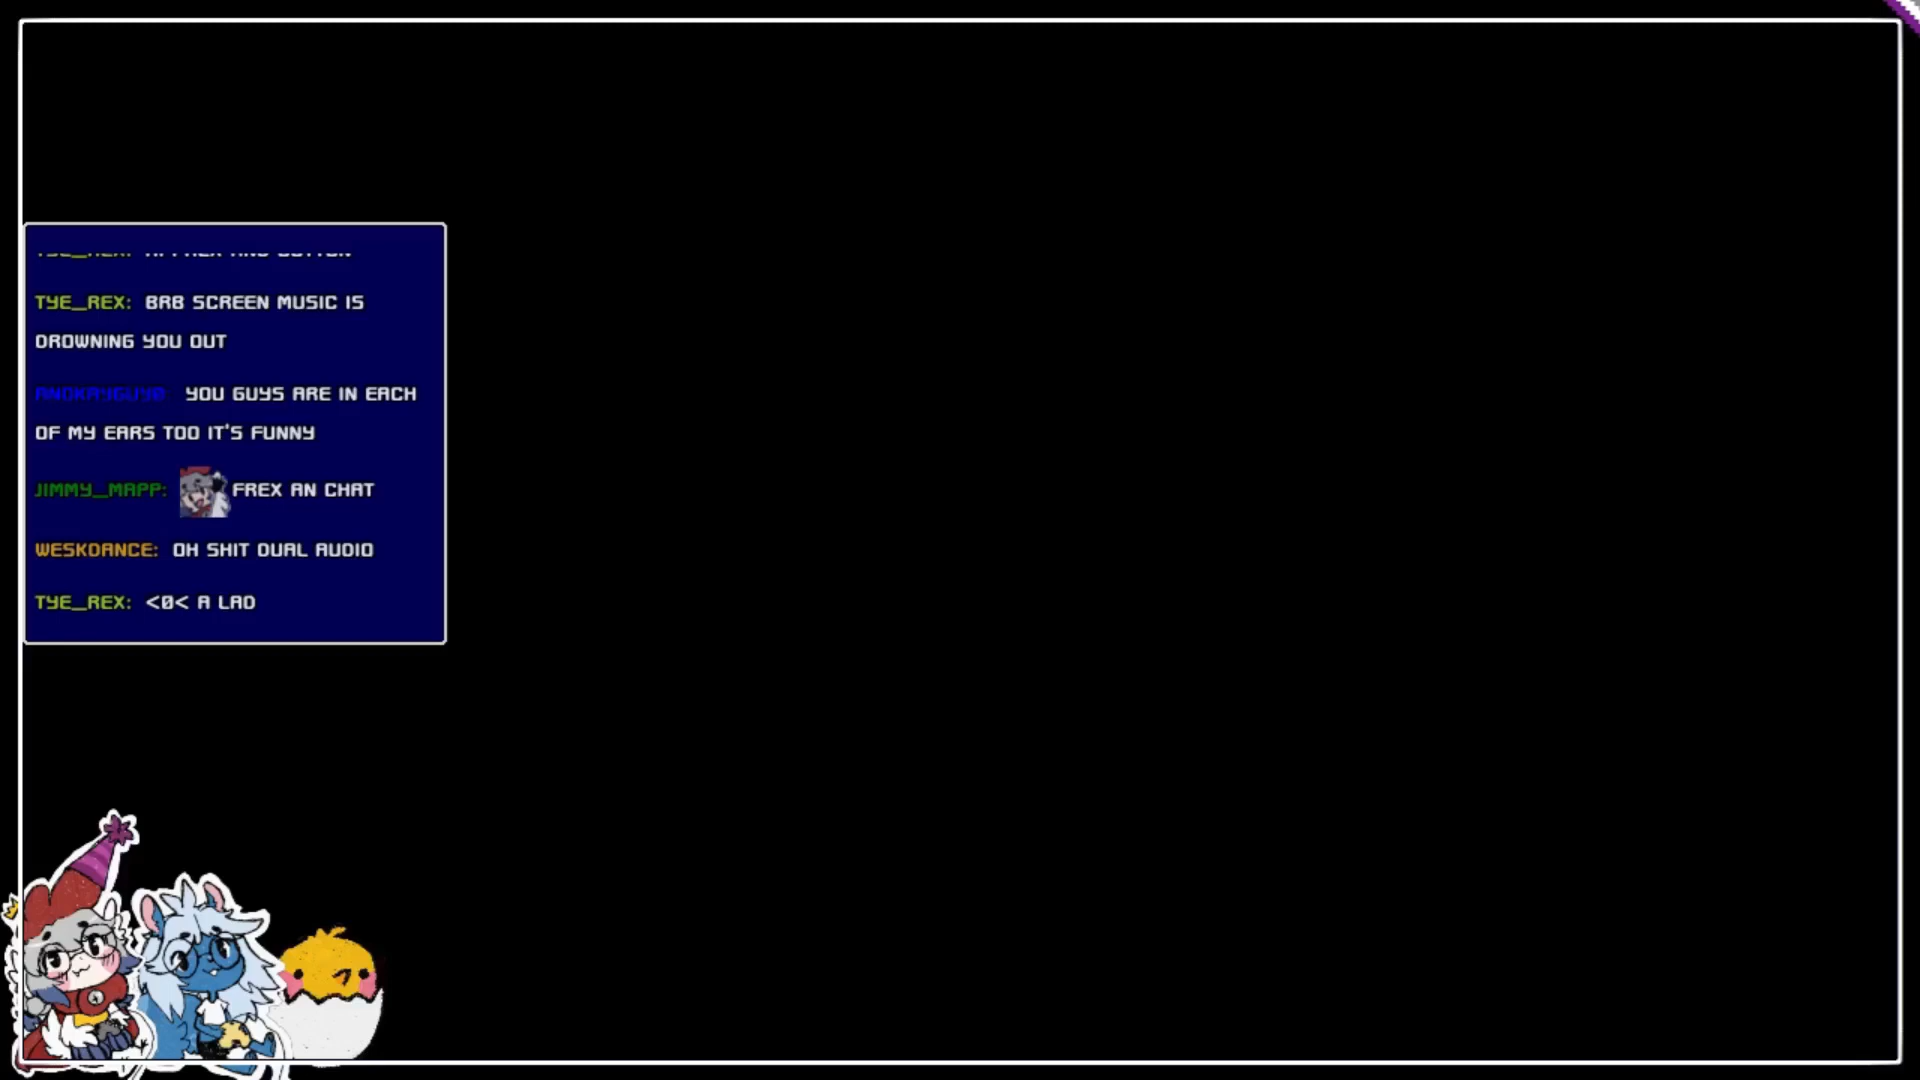 TYE_REX: BRB SCREEN MUSIC IS
DROWNING YOU OUT
ANOKAYGUY0: YOU GUYS ARE IN EACH
OF MY EARS TOO IT'S FUNNY
JIMMY_MAPP: FREX AN CHAT
WESKDANCE: OH SHIT DUAL AUDIO
TYE_REX: <0< A LAD